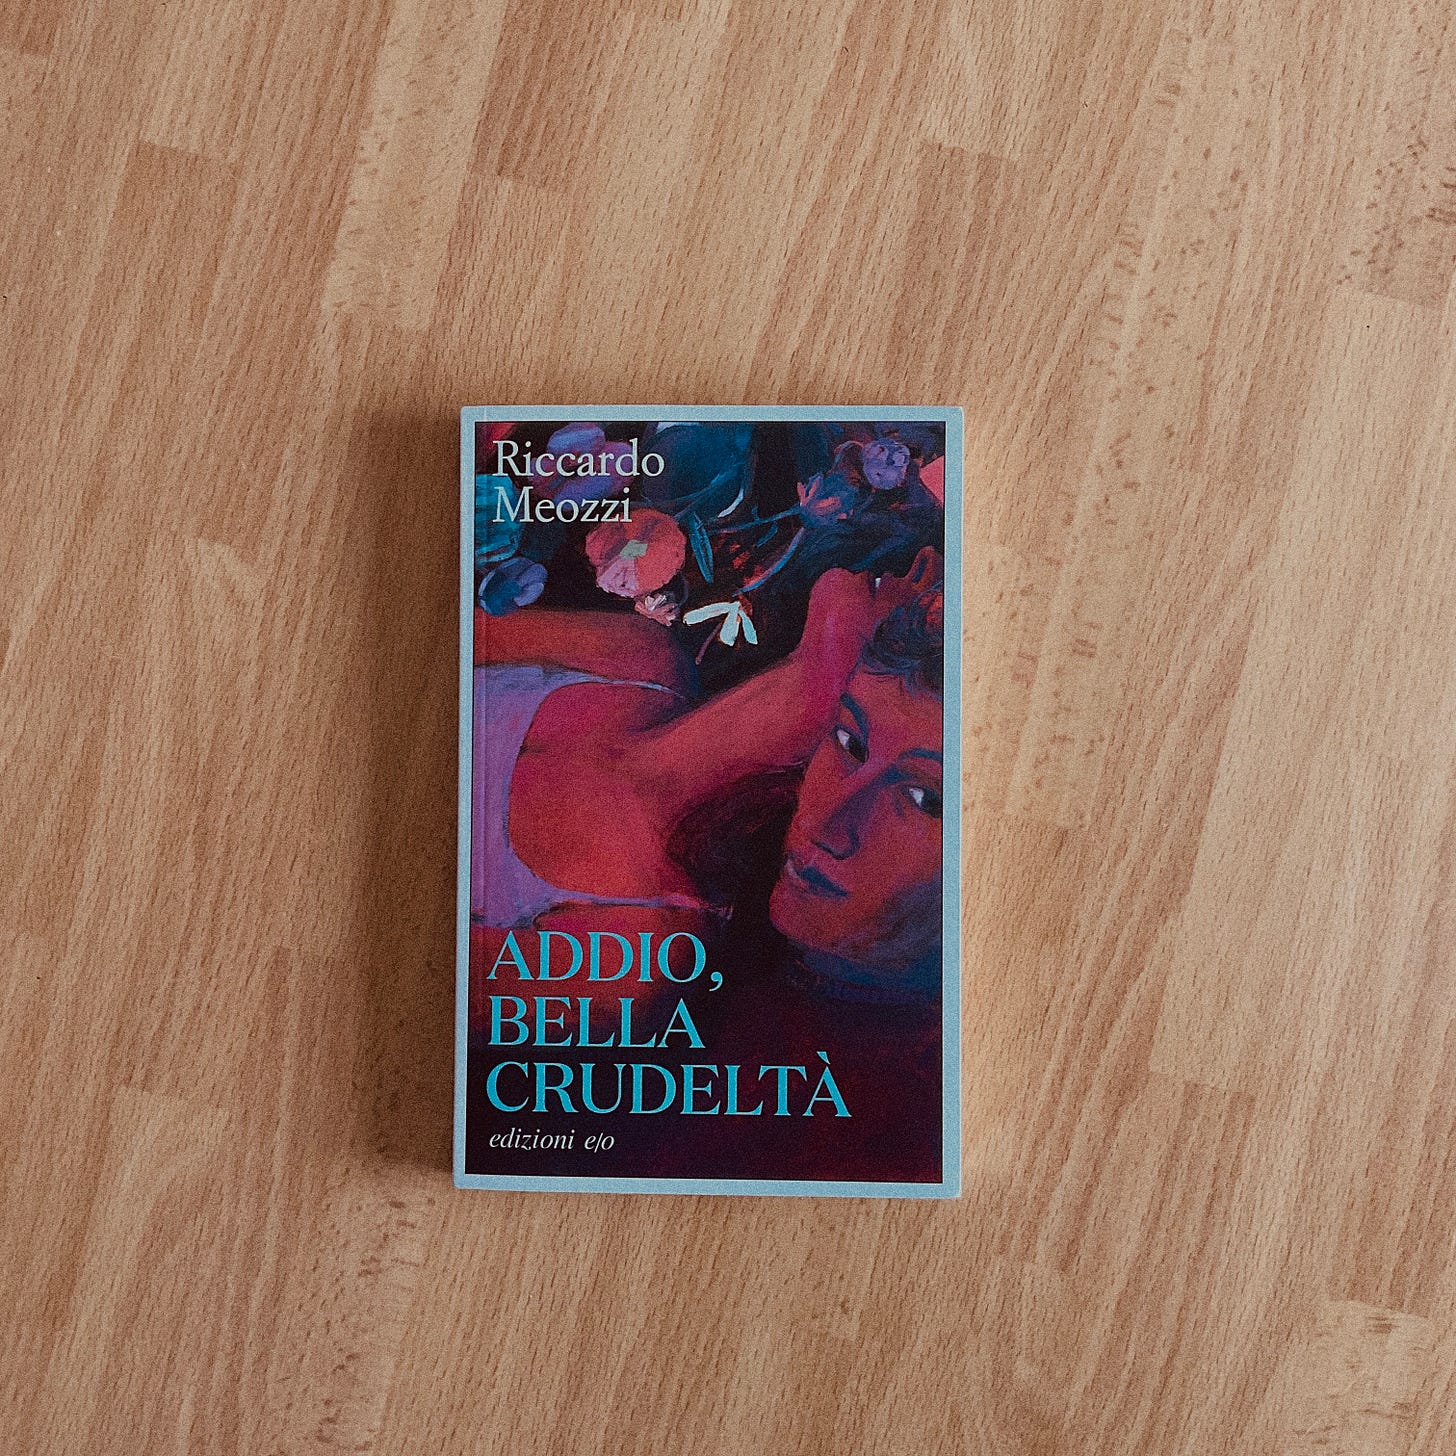 Riccardo
Meozzi
ADDIO,
BELLA
CRUDELTÀ
edizioni e/o